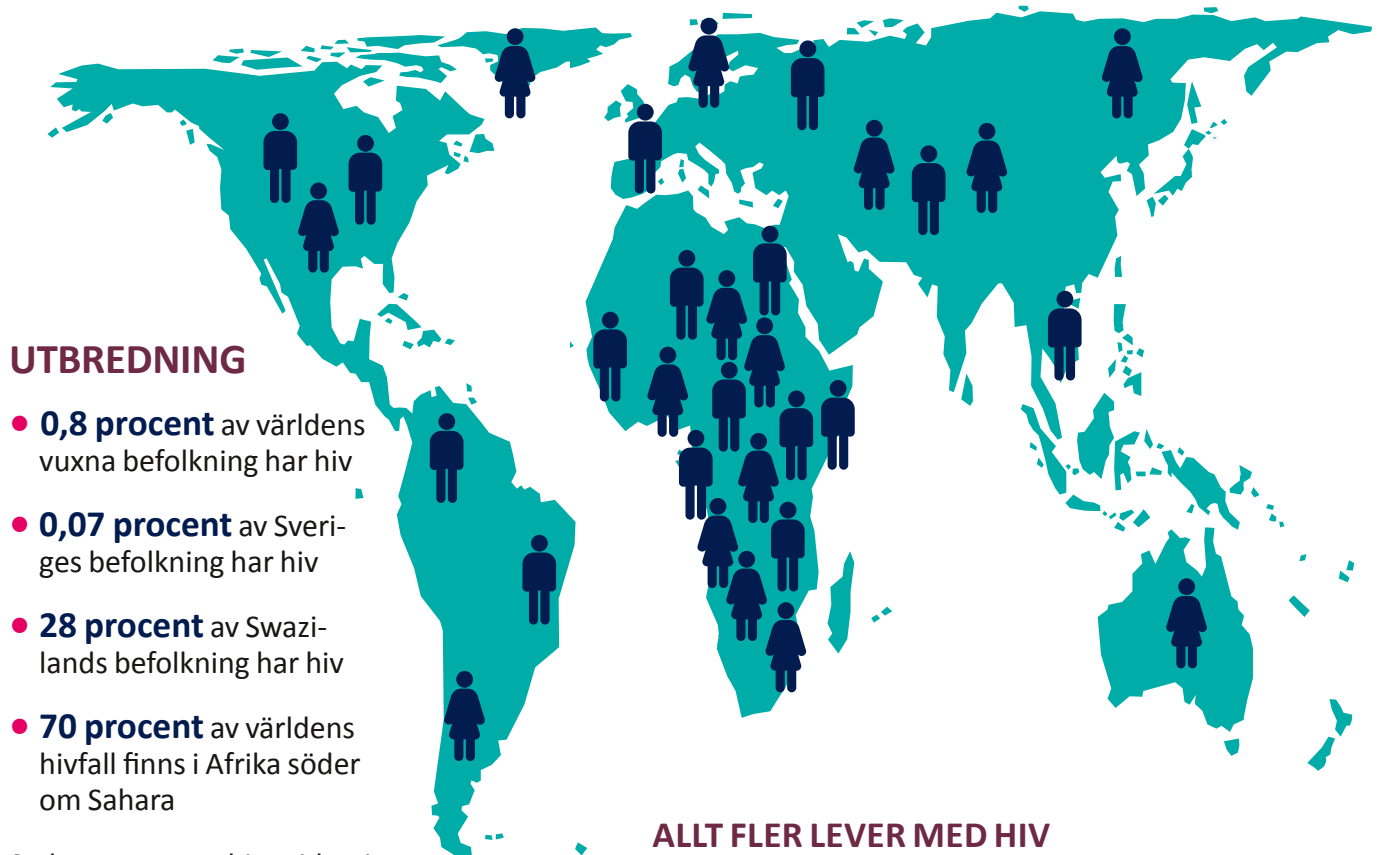 UTBREDNING
• 0,8 procent av världens
vuxna befolkning har hiv
• 0,07 procent av Sveri-
ges befolkning har hiv
• 28 procent av Swazi-
lands befolkning har hiv
• 70 procent av världens
hivfall finns i Afrika söder
om Sahara
ALLT FLER LEVER MED HIV